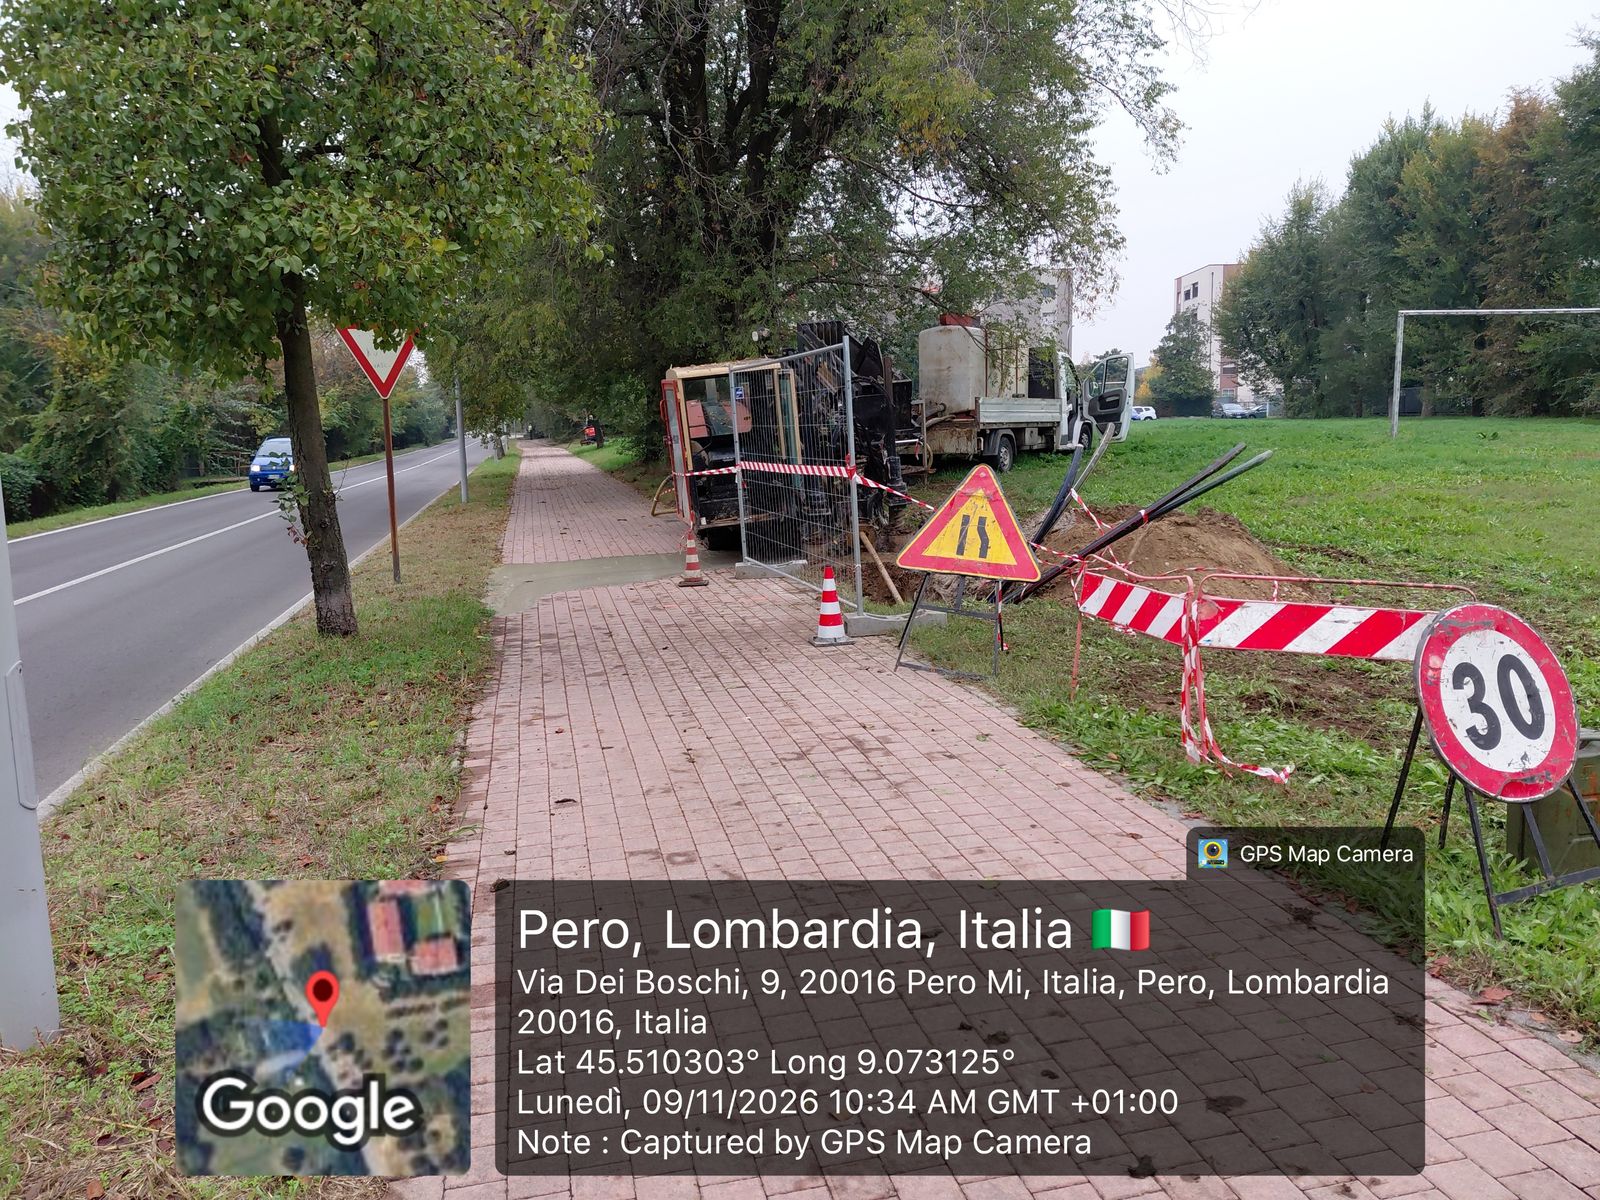 30
GPS Map Camera
Pero, Lombardia, Italia 🇮🇹
Via Dei Boschi, 9, 20016 Pero Mi, Italia, Pero, Lombardia
20016, Italia
Lat 45.510303° Long 9.073125°
Lunedì, 09/11/2026 10:34 AM GMT +01:00
Note : Captured by GPS Map Camera
Google